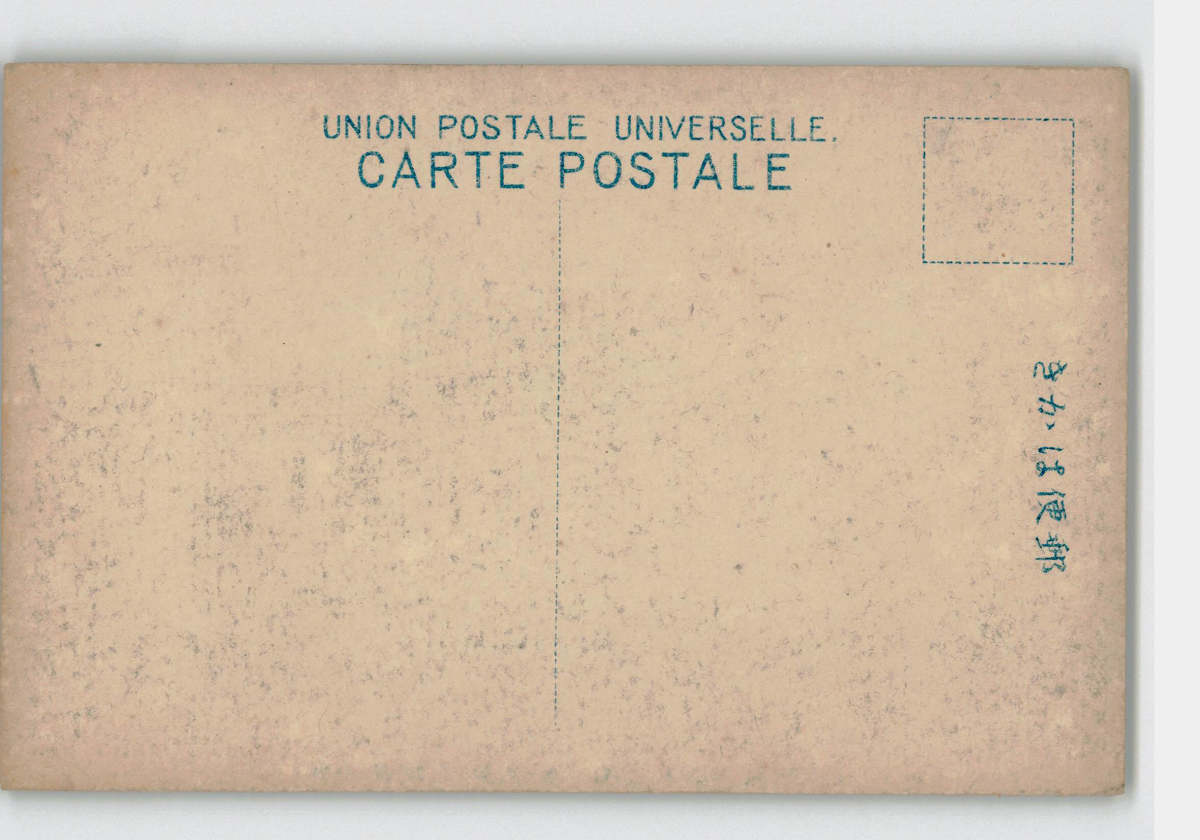 UNION POSTALE UNIVERSELLE.
CARTE POSTALE
きかは便郵